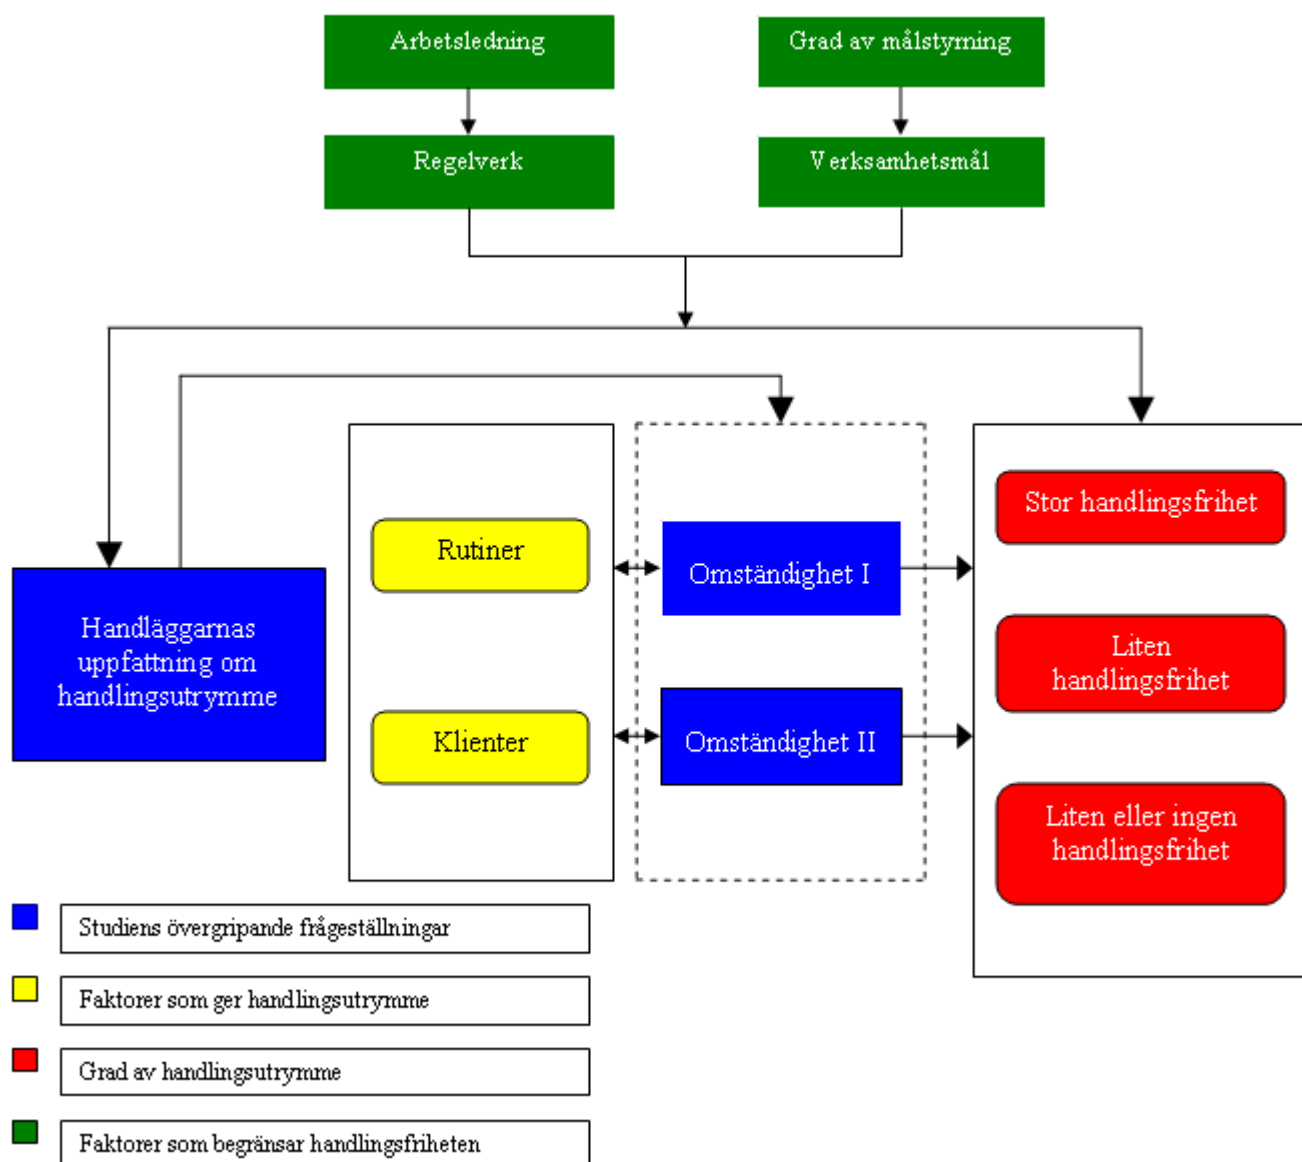 Arbetsledning
Grad av målstyrning
Regelverk
Verksamhetsmål
Handläggarnas
uppfattning om
handlingsutrymme
Rutiner
Klienter
Omständighet I
Omständighet II
Stor handlingsfrihet
Liten
handlingsfrihet
Liten eller ingen
handlingsfrihet
Studiens övergripande frågeställningar
Faktorer som ger handlingsutrymme
Grad av handlingsutrymme
Faktorer som begränsar handlingsfriheten